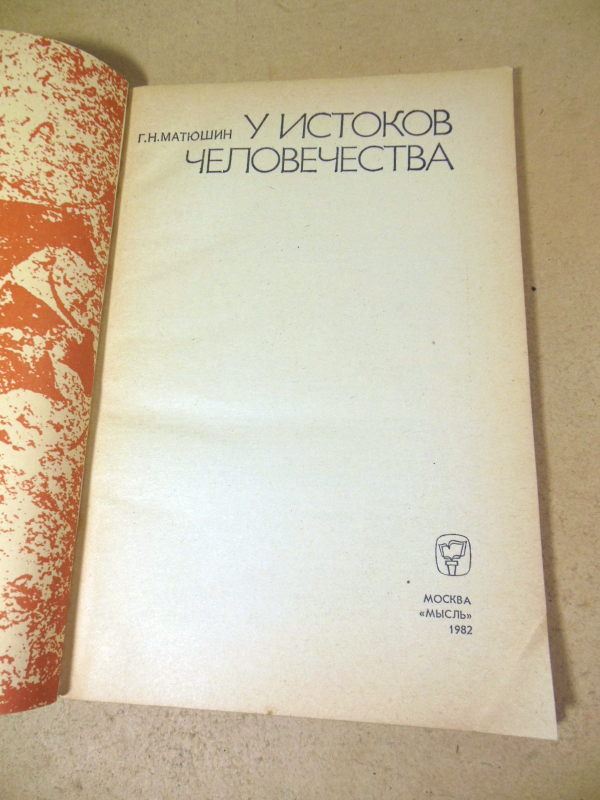 Г.Н.МАТЮШИН У ИСТОКОВ
ЧЕЛОВЕЧЕСТВА
МОСКВА
«МЫСЛЬ»
1982